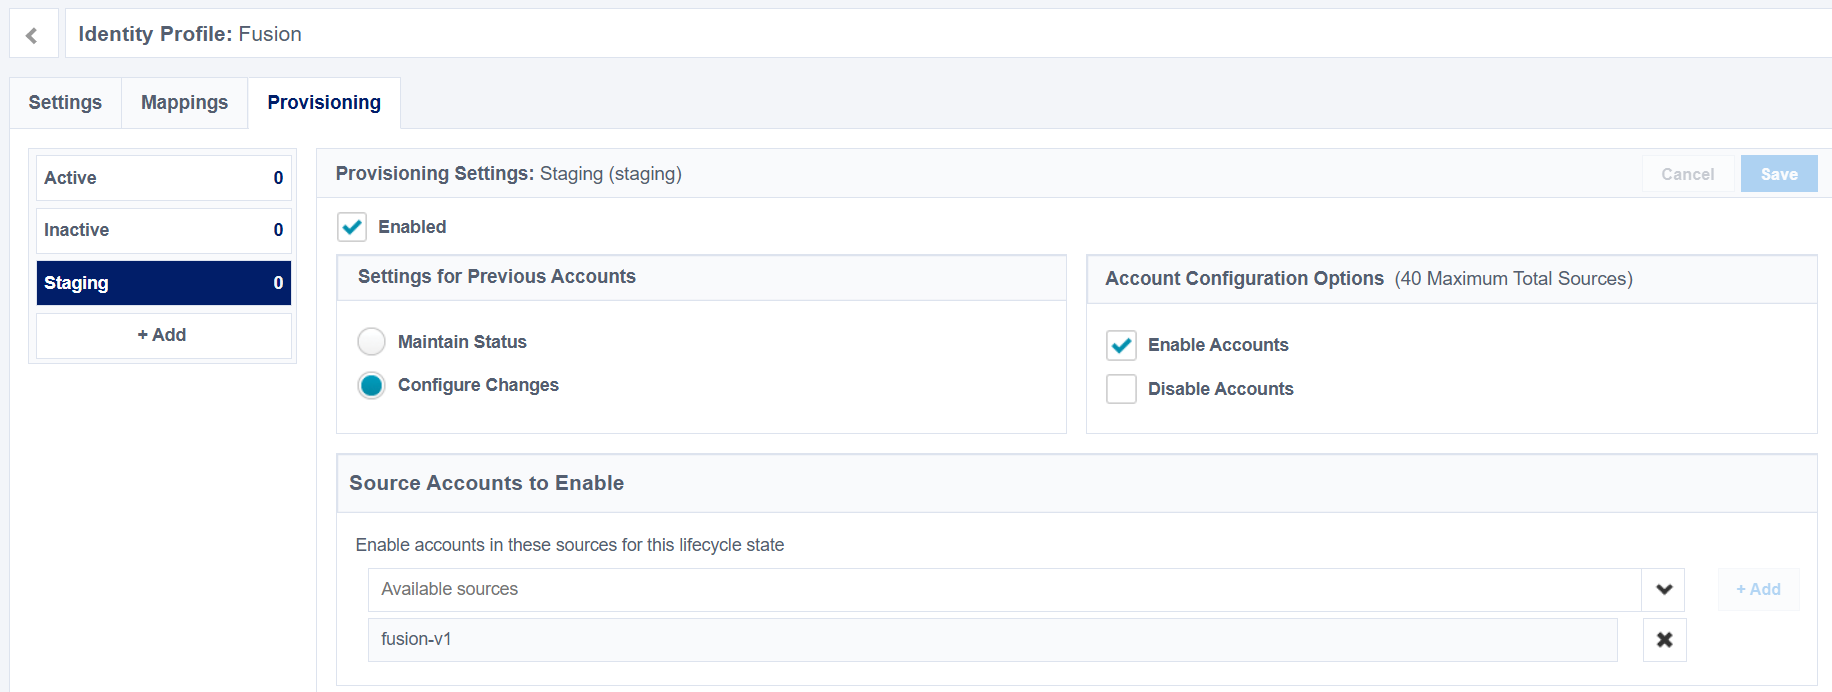 Identity Profile: Fusion
Settings
Mappings
Provisioning
Active 0
Inactive 0
Staging 0
+ Add
Provisioning Settings: Staging (staging)
Cancel
Save
Enabled
Settings for Previous Accounts
Maintain Status
Configure Changes
Account Configuration Options (40 Maximum Total Sources)
Enable Accounts
Disable Accounts
Source Accounts to Enable
Enable accounts in these sources for this lifecycle state
Available sources
+ Add
fusion-v1